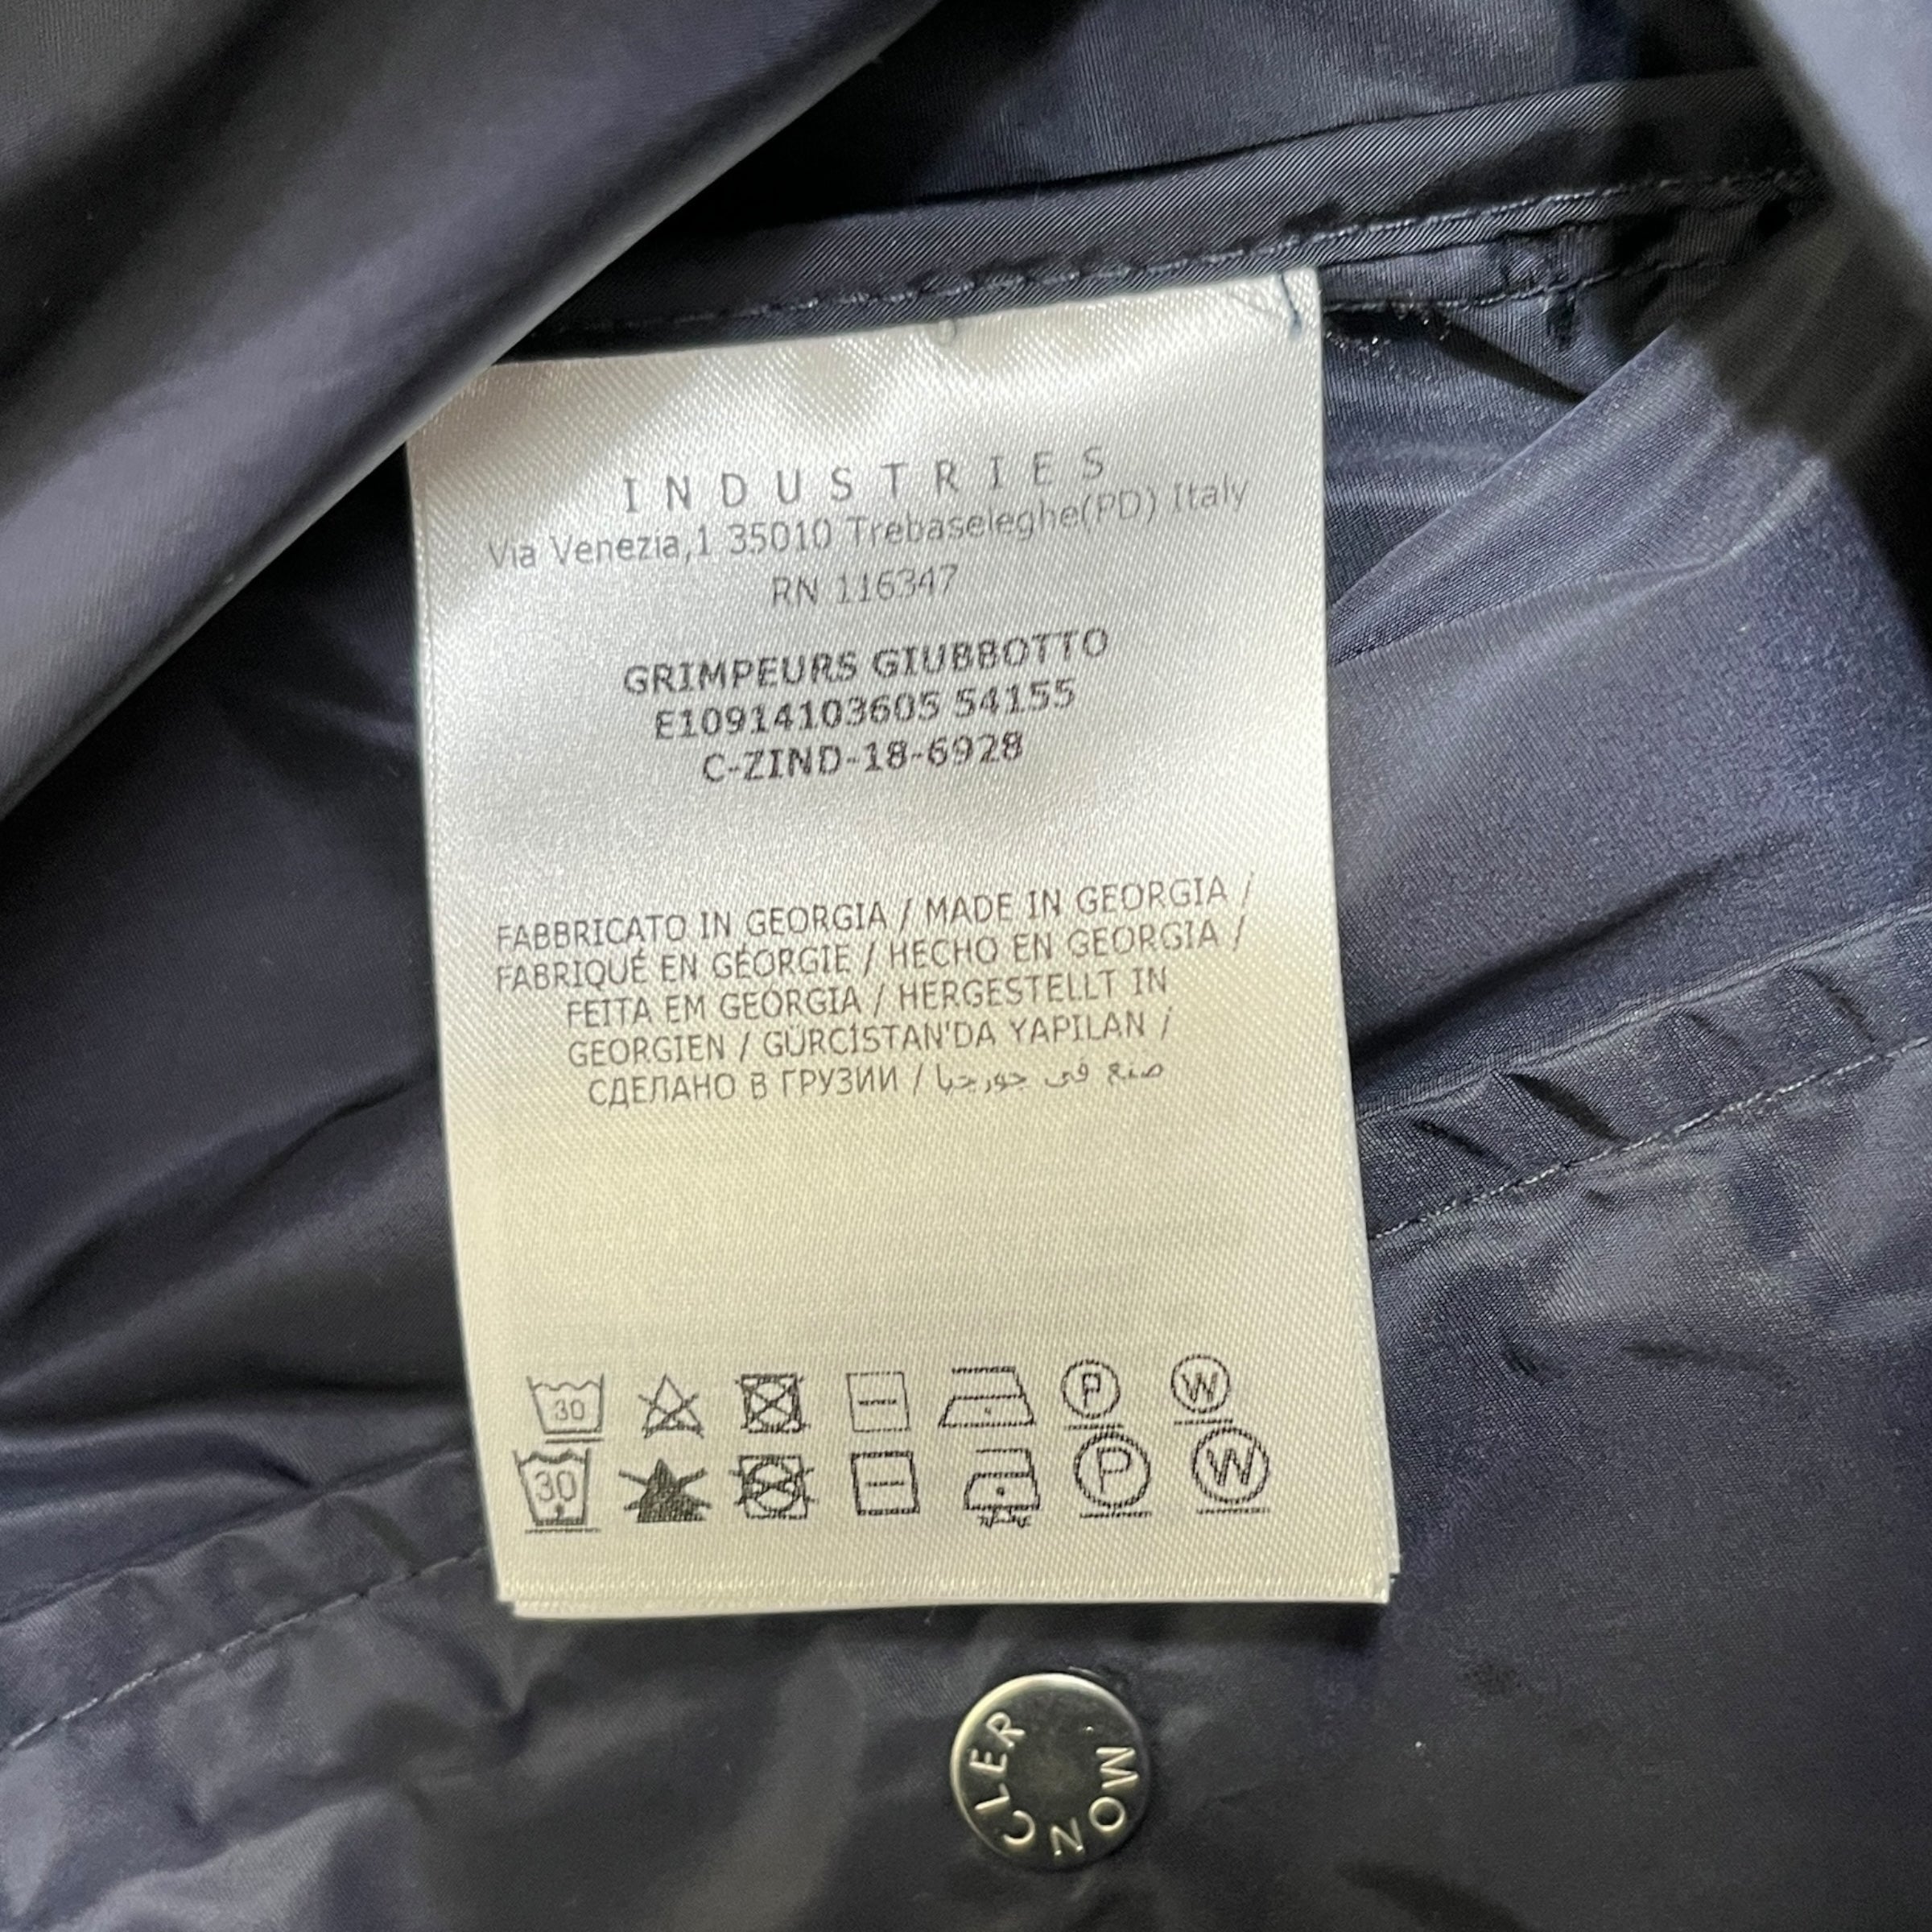 INDUSTRIES
Via Venezia,1 35010 Trebaseleghe(PD) Italy
RN 116347
GRIMPEURS GIUBBOTTO
E10914103605 54155
C-ZIND-18-6928
FABBRICATO IN GEORGIA / MADE IN GEORGIA /
FABRIQUÉ EN GÉORGIE / HECHO EN GEORGIA /
FEITA EM GEORGIA / HERGESTELLT IN
GEORGIEN / GÜRCİSTAN'DA YAPILAN /
СДЕЛАНО В ГРУЗИИ / صنع في جورجيا
30 P W
30 P W
MONCLER